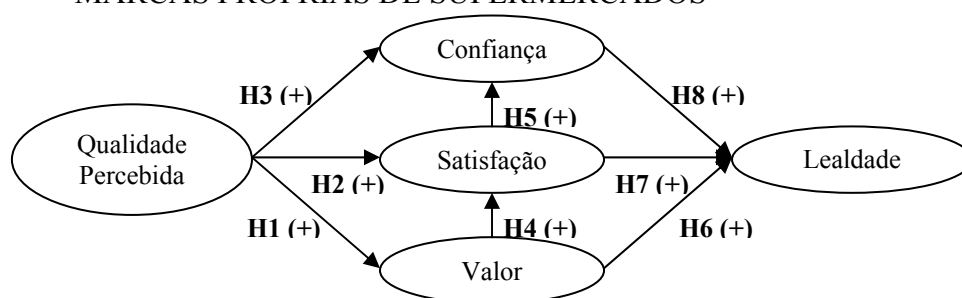 MARCAS PRÓPRIAS DE SUPERMERCADOS
Confiança
H3 (+)
H8 (+)
H5 (+)
Qualidade
Percebida
Satisfação
Lealdade
H2 (+)
H7 (+)
H1 (+)
H4 (+)
H6 (+)
Valor